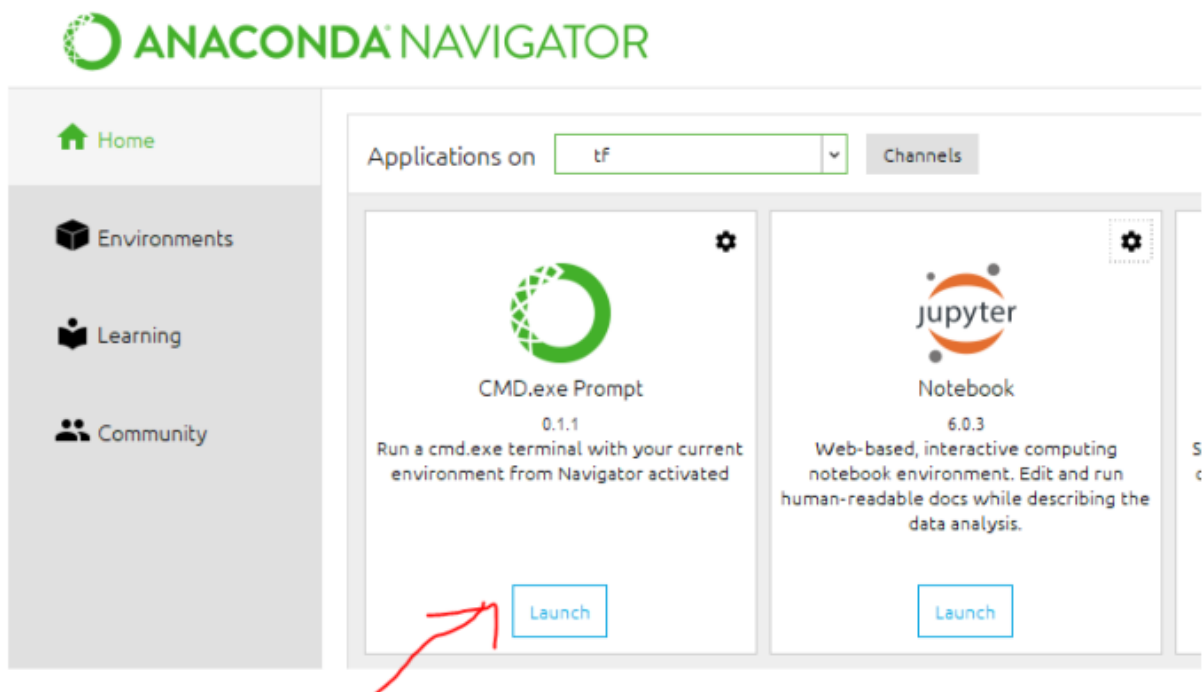 ANACONDA NAVIGATOR
Home
Applications on tf Channels
Environments
Learning
Community
CMD.exe Prompt
0.1.1
Run a cmd.exe terminal with your current
environment from Navigator activated
Launch
jupyter
Notebook
6.0.3
Web-based, interactive computing
notebook environment. Edit and run
human-readable docs while describing the
data analysis.
Launch